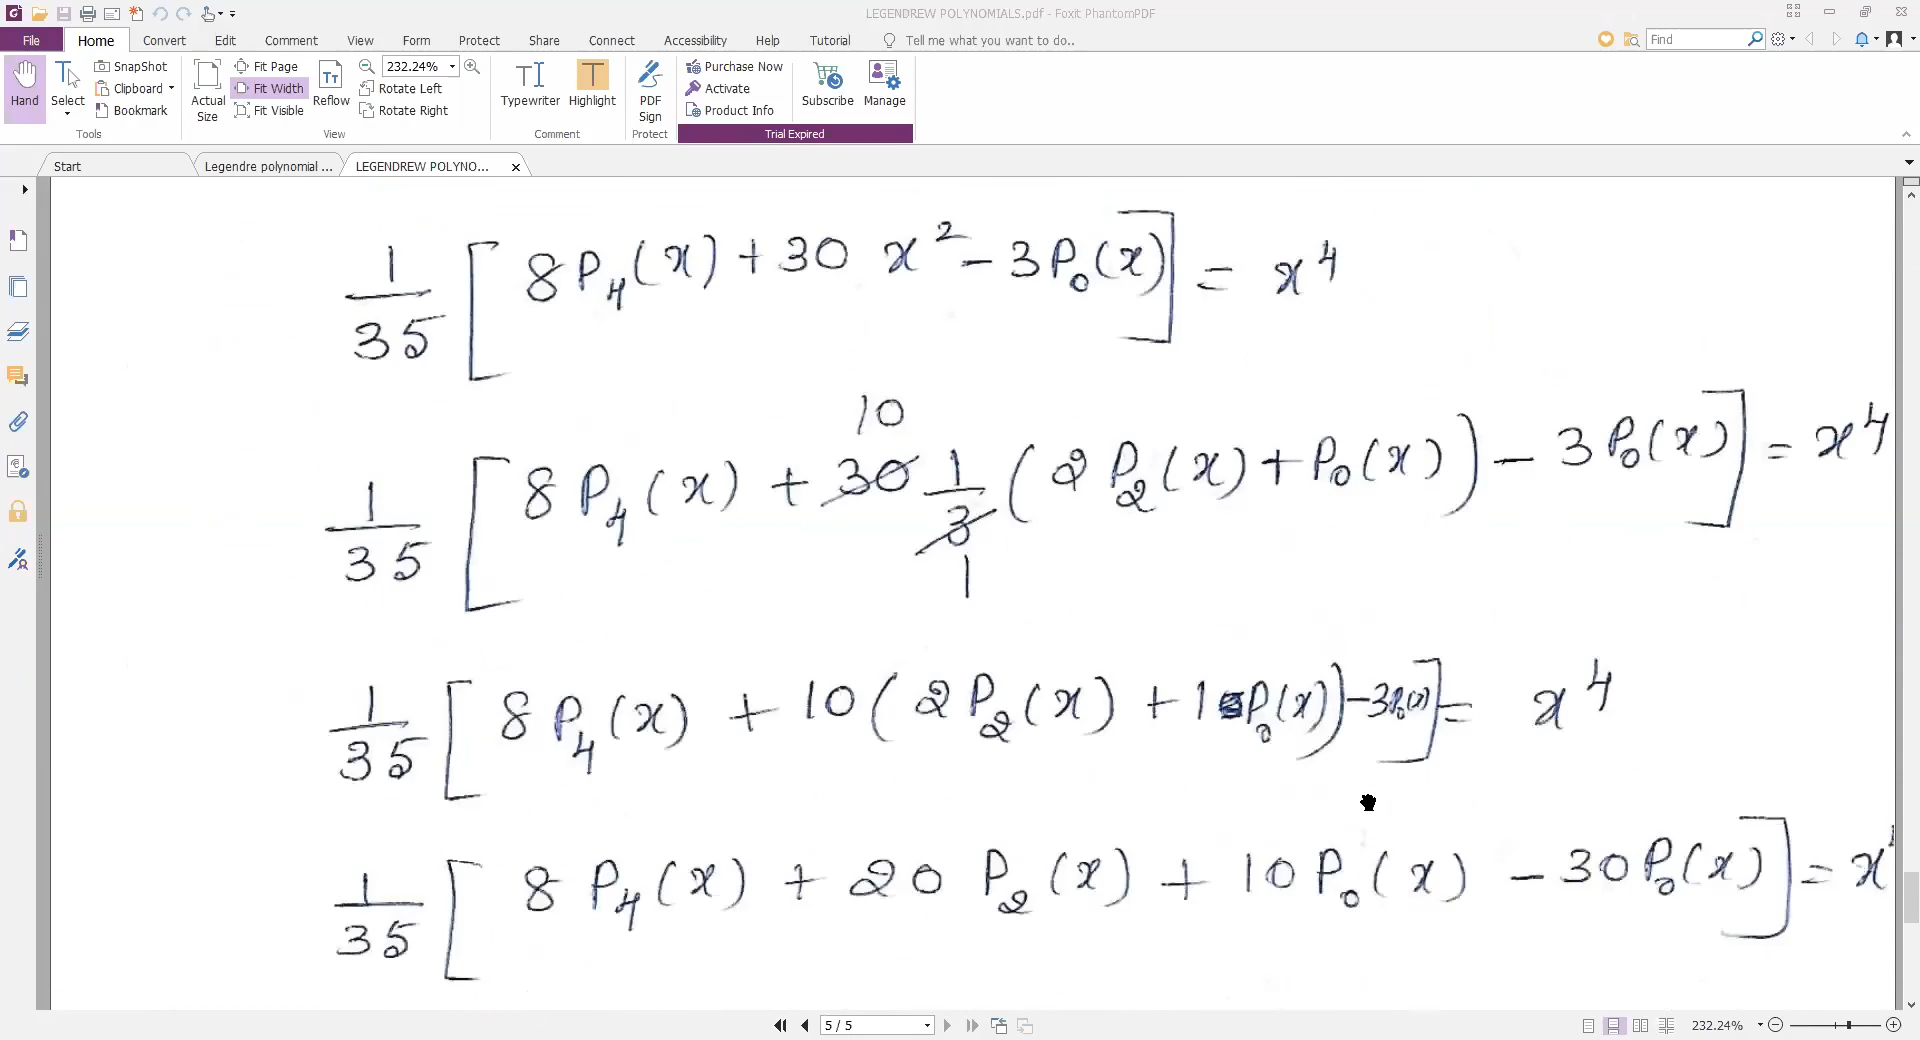 LEGENDREW POLYNOMIALS.pdf - Foxit PhantomPDF
File Home Convert Edit Comment View Form Protect Share Connect Accessibility Help Tutorial Tell me what you want to do.. Find
Hand
Select
SnapShot
Clipboard
Bookmark
Tools
Actual Size
Fit Page
Fit Width
Fit Visible
Reflow
232.24%
Rotate Left
Rotate Right
View
Typewriter
Highlight
Comment
PDF Sign
Protect
Purchase Now
Activate
Product Info
Subscribe
Manage
Trial Expired
Start Legendre polynomial ... LEGENDREW POLYNO...
1/35 [ 8P₄(x) + 30 x² - 3P₀(x) ] = x⁴
10
1/35 [ 8P₄(x) + 30 1/3 ( 2P₂(x) + P₀(x) ) - 3P₀(x) ] = x⁴
1
1/35 [ 8P₄(x) + 10 ( 2P₂(x) + 1P₀(x) ) - 3P₀(x) ] = x⁴
1/35 [ 8P₄(x) + 20P₂(x) + 10P₀(x) - 30P₀(x) ] = x
5 / 5 232.24%